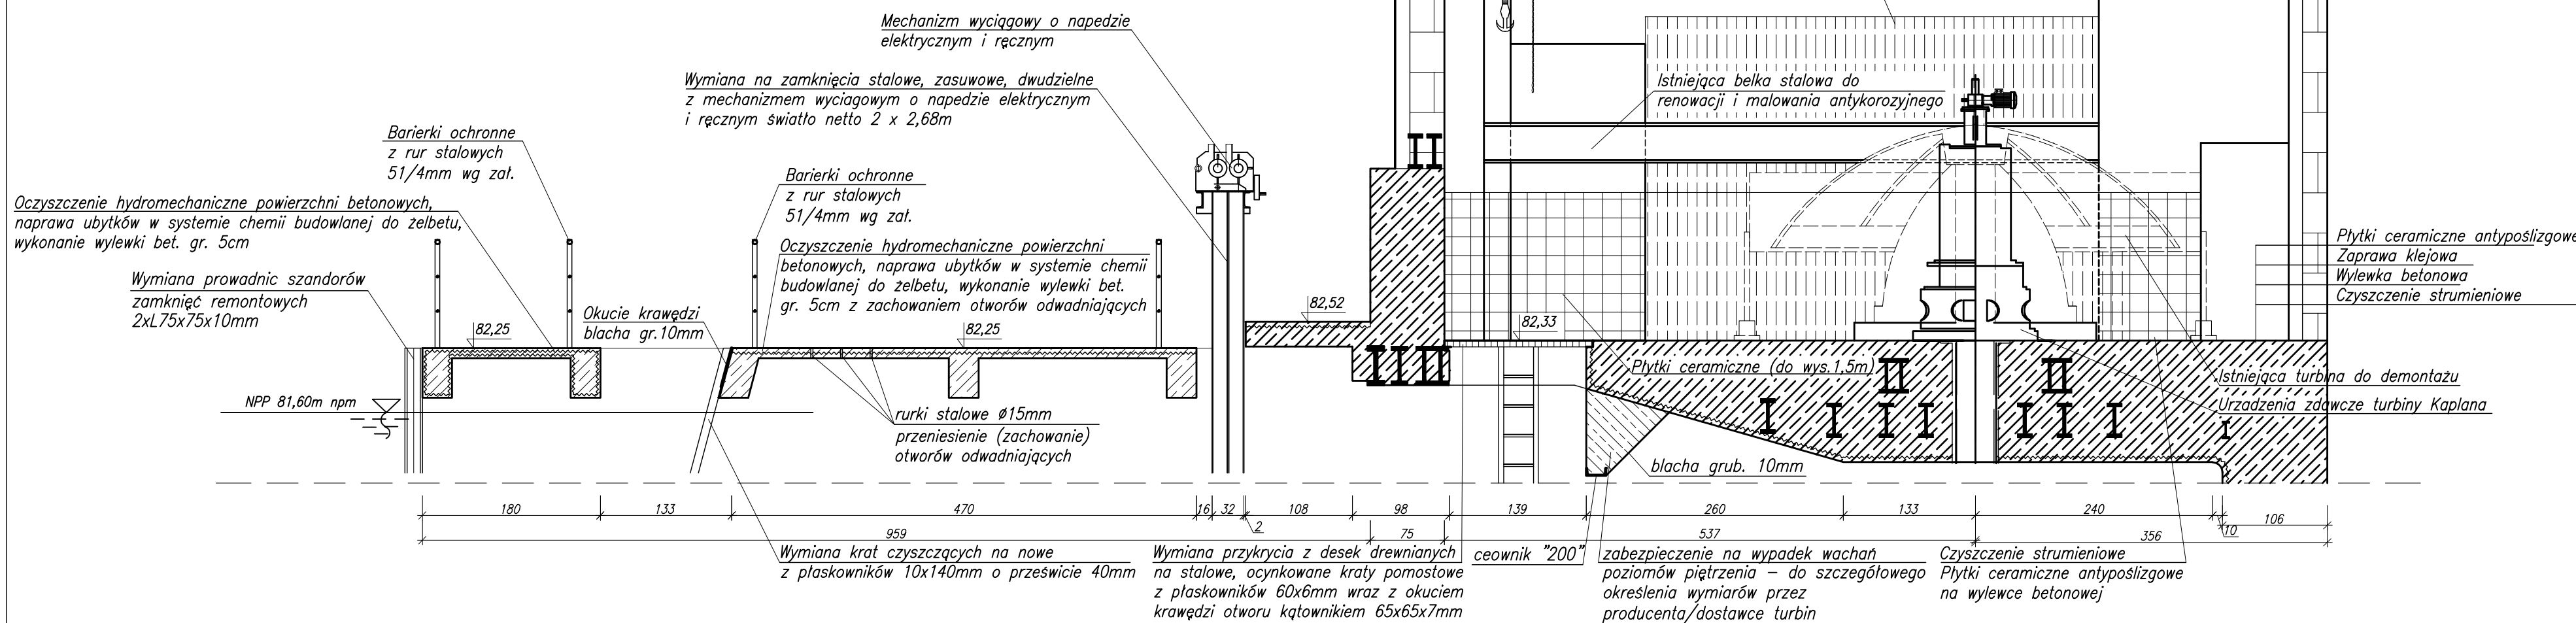 Mechanizm wyciągowy o napedzie
elektrycznym i ręcznym
Wymiana na zamknięcia stalowe, zasuwowe, dwudzielne
z mechanizmem wyciagowym o napedzie elektrycznym
i ręcznym światło netto 2 x 2,68m
Istniejąca belka stalowa do
renowacji i malowania antykorozyjnego
Barierki ochronne
z rur stalowych
51/4mm wg zał.
Barierki ochronne
z rur stalowych
51/4mm wg zał.
Oczyszczenie hydromechaniczne powierzchni betonowych,
naprawa ubytków w systemie chemii budowlanej do żelbetu,
wykonanie wylewki bet. gr. 5cm
Oczyszczenie hydromechaniczne powierzchni
betonowych, naprawa ubytków w systemie chemii
budowlanej do żelbetu, wykonanie wylewki bet.
gr. 5cm z zachowaniem otworów odwadniających
Płytki ceramiczne antypoślizgowe
Zaprawa klejowa
Wylewka betonowa
Czyszczenie strumieniowe
Wymiana prowadnic szandorów
zamknięć remontowych
2xL75x75x10mm
Okucie krawędzi
blacha gr.10mm
82,25
82,25
82,52
82,33
Płytki ceramiczne (do wys.1,5m)
Istniejąca turbina do demontażu
Urzadzenia zdawcze turbiny Kaplana
NPP 81,60m npm
rurki stalowe ø15mm
przeniesienie (zachowanie)
otworów odwadniających
blacha grub. 10mm
180
133
470
16
32
2
108
98
139
260
133
240
10
106
959
75
537
356
Wymiana krat czyszczących na nowe
z płaskowników 10x140mm o prześwicie 40mm
Wymiana przykrycia z desek drewnianych
na stalowe, ocynkowane kraty pomostowe
z płaskowników 60x6mm wraz z okuciem
krawędzi otworu kątownikiem 65x65x7mm
ceownik "200"
zabezpieczenie na wypadek wachań
poziomów piętrzenia – do szczegółowego
określenia wymiarów przez
producenta/dostawce turbin
Czyszczenie strumieniowe
Płytki ceramiczne antypoślizgowe
na wylewce betonowej